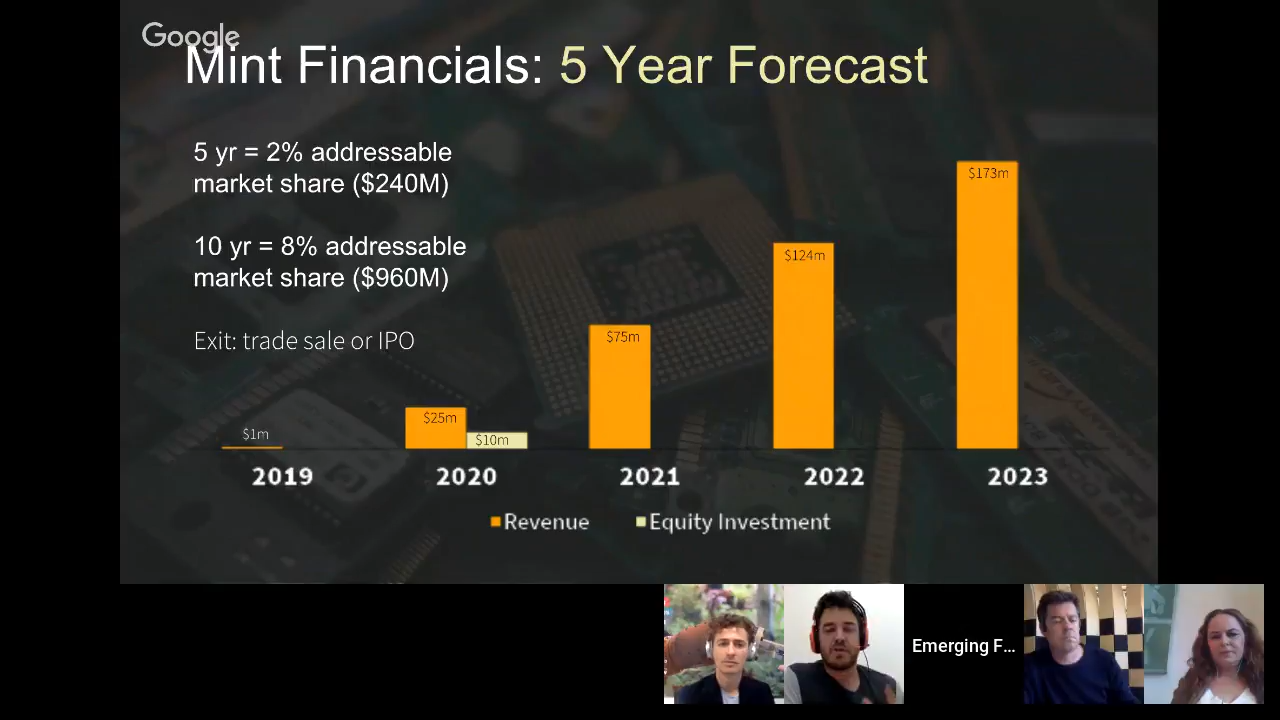 Google
Mint Financials: 5 Year Forecast
5 yr = 2% addressable
market share ($240M)
10 yr = 8% addressable
market share ($960M)
Exit: trade sale or IPO
$1m
$25m
$10m
$75m
$124m
$173m
2019
2020
2021
2022
2023
Revenue
Equity Investment
Emerging F...